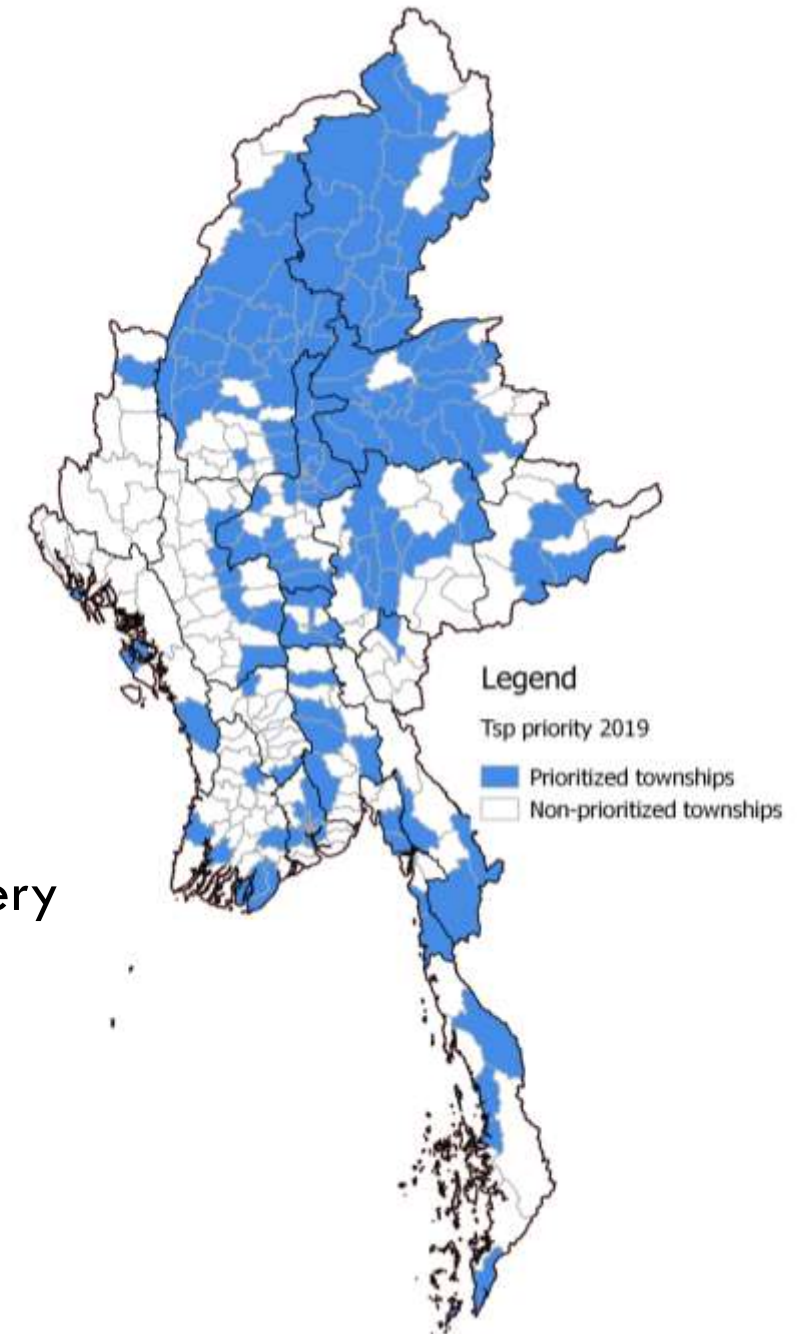 Legend
Tsp priority 2019
Prioritized townships
Non-prioritized townships
ery